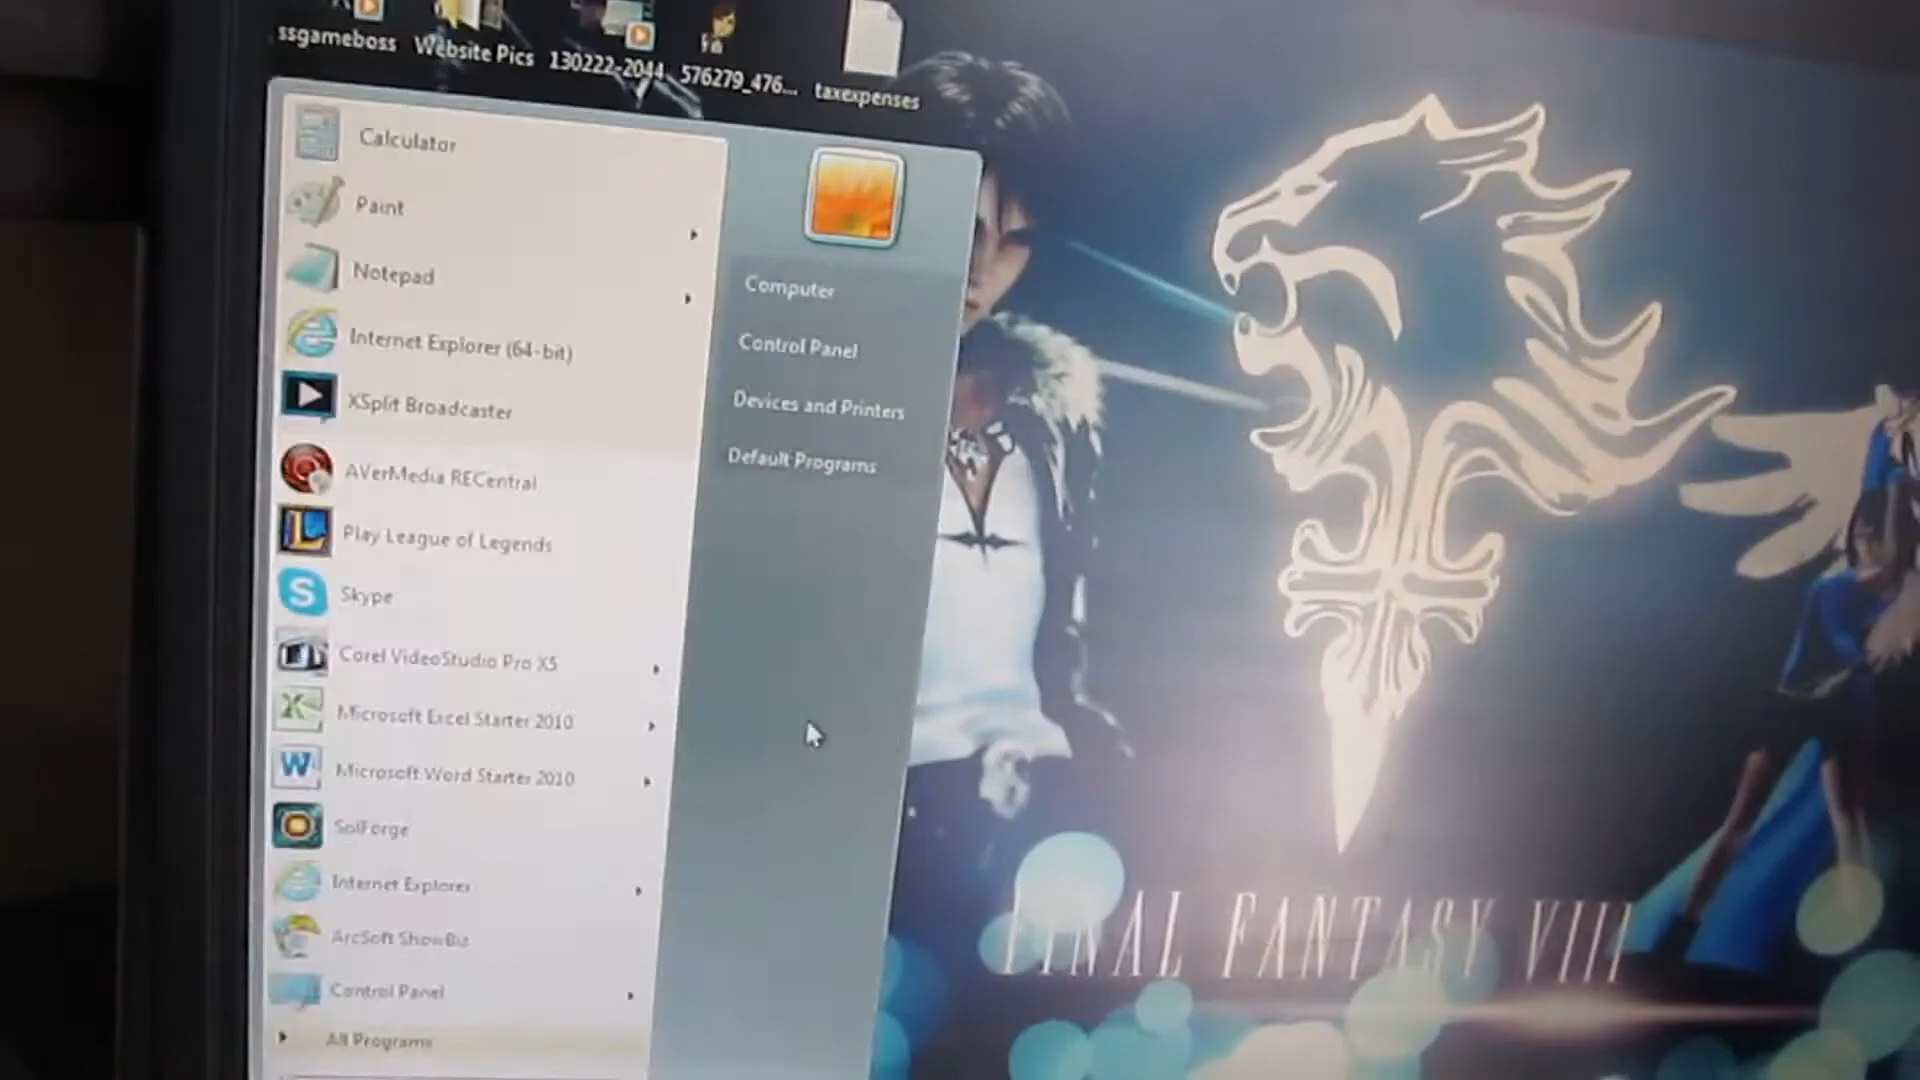 ssgameboss
Website Pics
130222-2044
576279_476...
taxexpenses
Calculator
Paint
Notepad
Internet Explorer (64-bit)
XSplit Broadcaster
AVerMedia RECentral
Play League of Legends
Skype
Corel VideoStudio Pro X5
Microsoft Excel Starter 2010
Microsoft Word Starter 2010
SolForge
Internet Explorer
ArcSoft ShowBiz
Control Panel
All Programs
Computer
Control Panel
Devices and Printers
Default Programs
FINAL FANTASY VIII